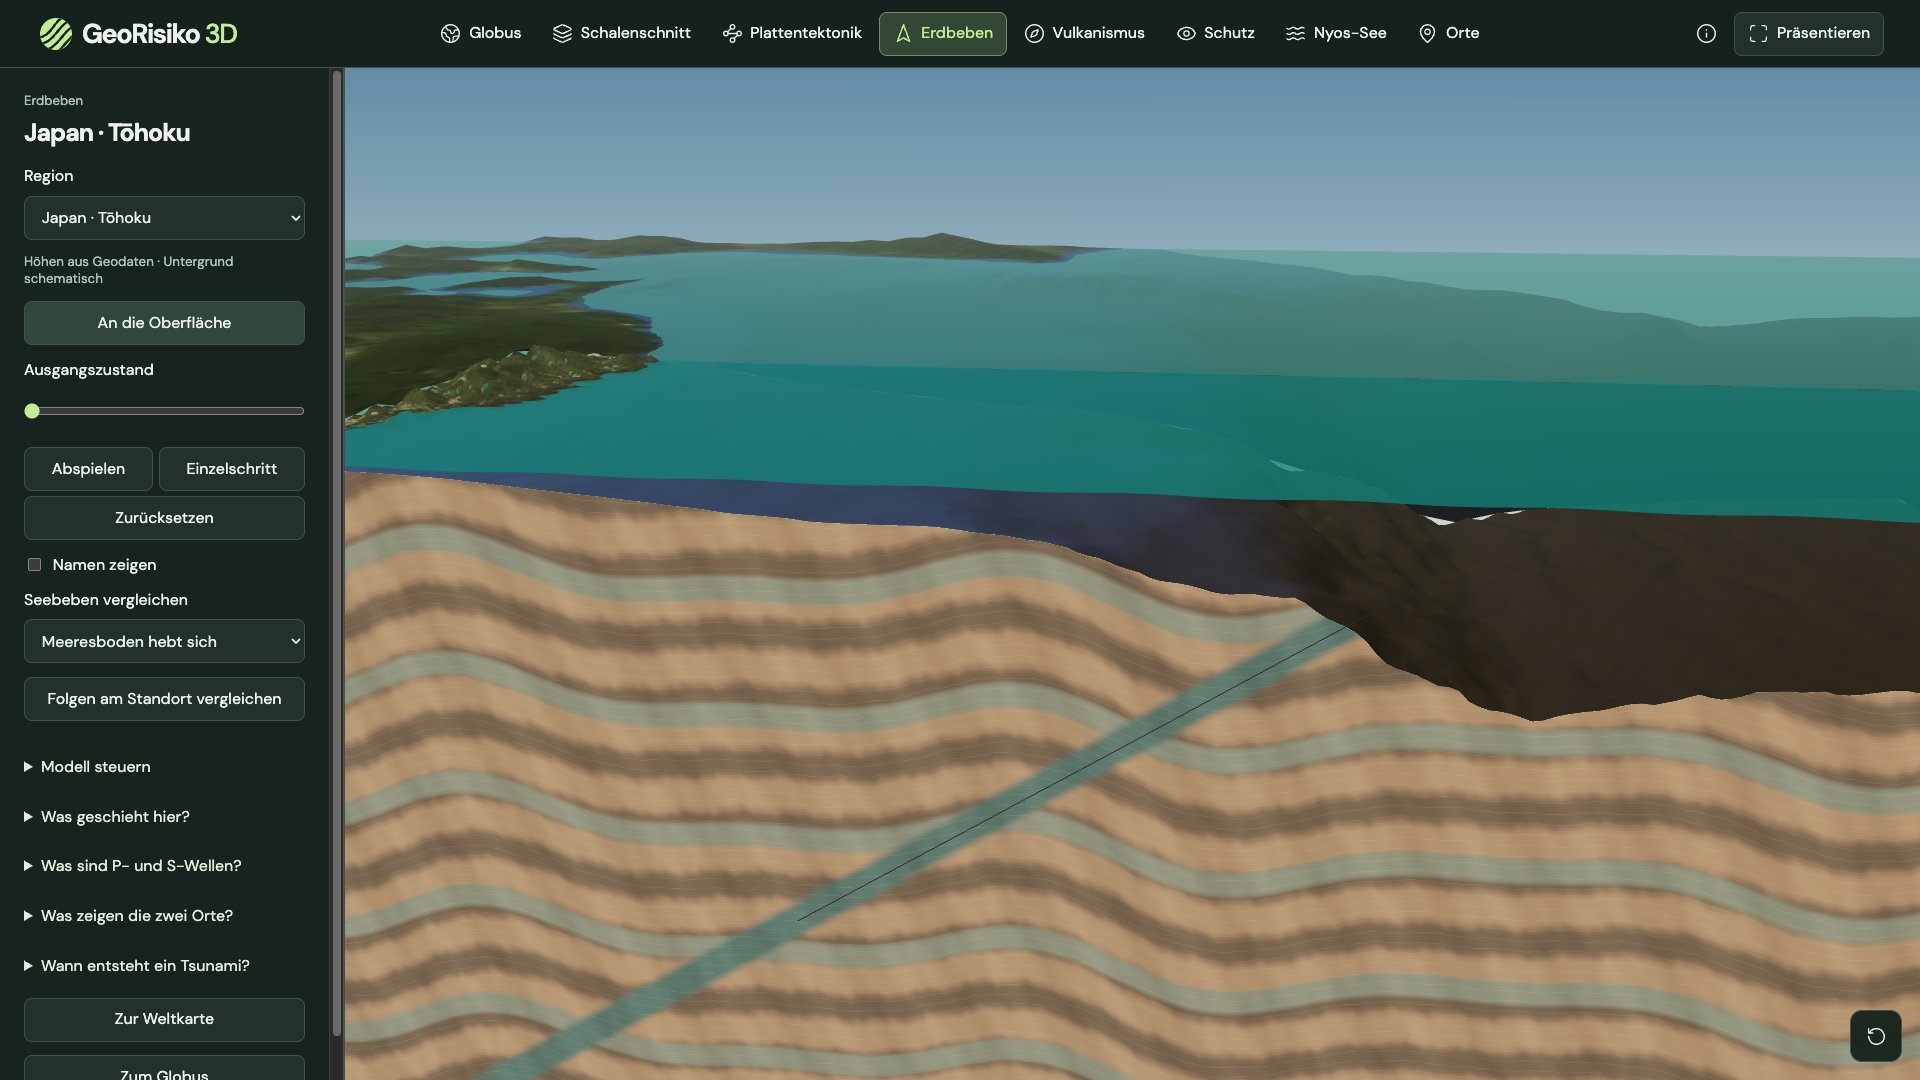 GeoRisiko 3D
Globus
Schalenschnitt
Plattentektonik
Erdbeben
Vulkanismus
Schutz
Nyos-See
Orte
Präsentieren
Erdbeben
Japan · Tōhoku
Region
Japan · Tōhoku
Höhen aus Geodaten · Untergrund
schematisch
An die Oberfläche
Ausgangszustand
Abspielen
Einzelschritt
Zurücksetzen
Namen zeigen
Seebeben vergleichen
Meeresboden hebt sich
Folgen am Standort vergleichen
Modell steuern
Was geschieht hier?
Was sind P- und S-Wellen?
Was zeigen die zwei Orte?
Wann entsteht ein Tsunami?
Zur Weltkarte
Zum Globus